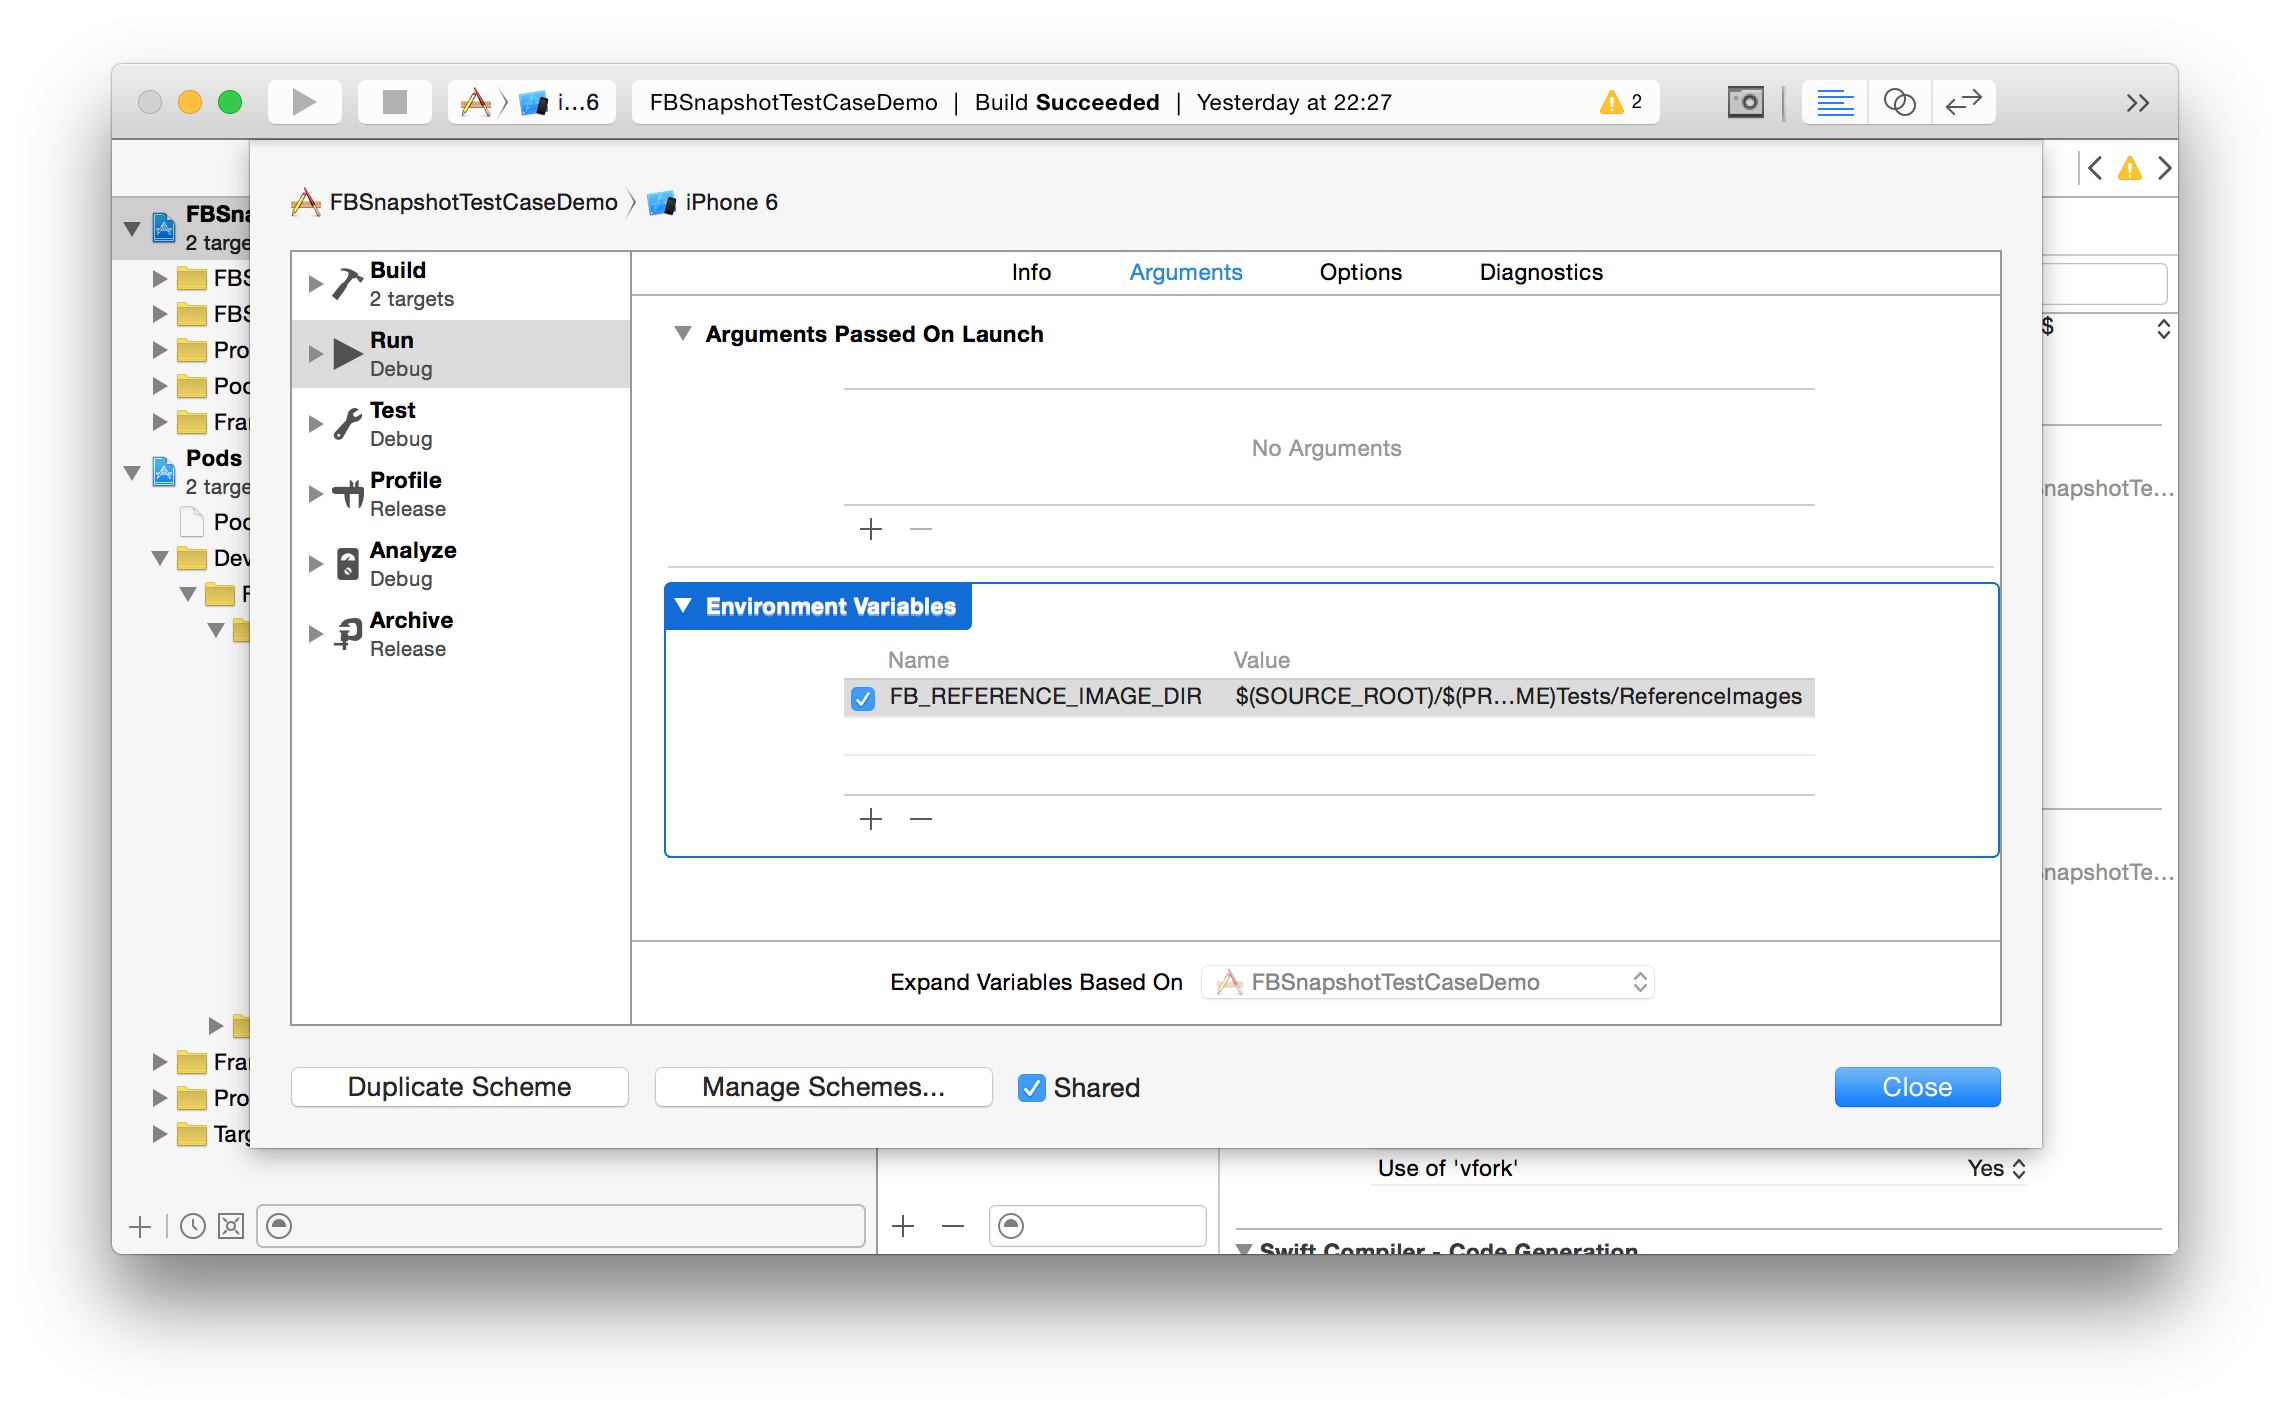 i...6
FBSnapshotTestCaseDemo | Build Succeeded | Yesterday at 22:27
2
FBSnapshotTestCaseDemo
iPhone 6
Build
2 targets
Run
Debug
Test
Debug
Profile
Release
Analyze
Debug
Archive
Release
Info Arguments Options Diagnostics
Arguments Passed On Launch
No Arguments
Environment Variables
Name Value
FB_REFERENCE_IMAGE_DIR $(SOURCE_ROOT)/$(PR...ME)Tests/ReferenceImages
Expand Variables Based On FBSnapshotTestCaseDemo
Duplicate Scheme
Manage Schemes...
Shared
Close
FBSna
2 targe
FBS
FBS
Pro
Poc
Fra
Pods
2 targe
Poc
Dev
F
Fra
Pro
Targ
$
napshotTe...
napshotTe...
Use of 'vfork' Yes
Swift Compiler - Code Generation